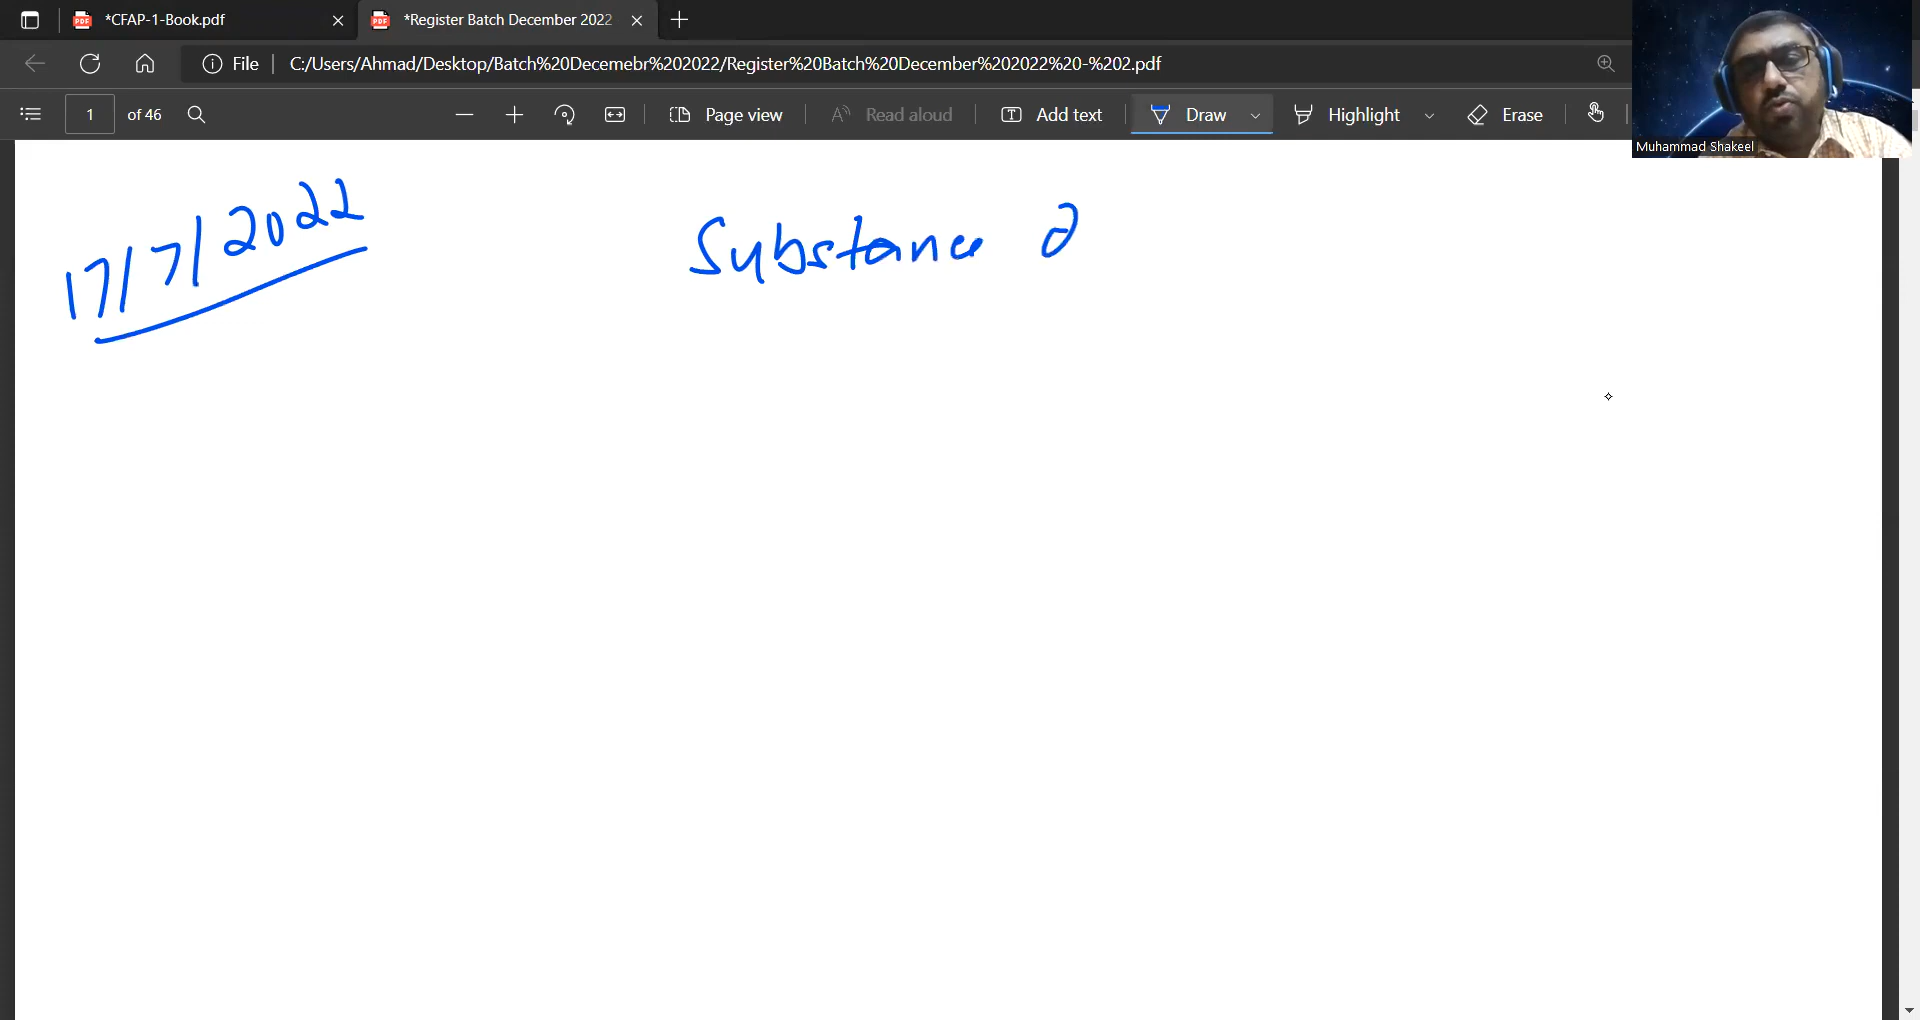 *CFAP-1-Book.pdf
*Register Batch December 2022
File
C:/Users/Ahmad/Desktop/Batch%20Decemebr%202022/Register%20Batch%20December%202022%20-%202.pdf
1 of 46
Page view
Read aloud
Add text
Draw
Highlight
Erase
Muhammad Shakeel
17/7/2022
Substance